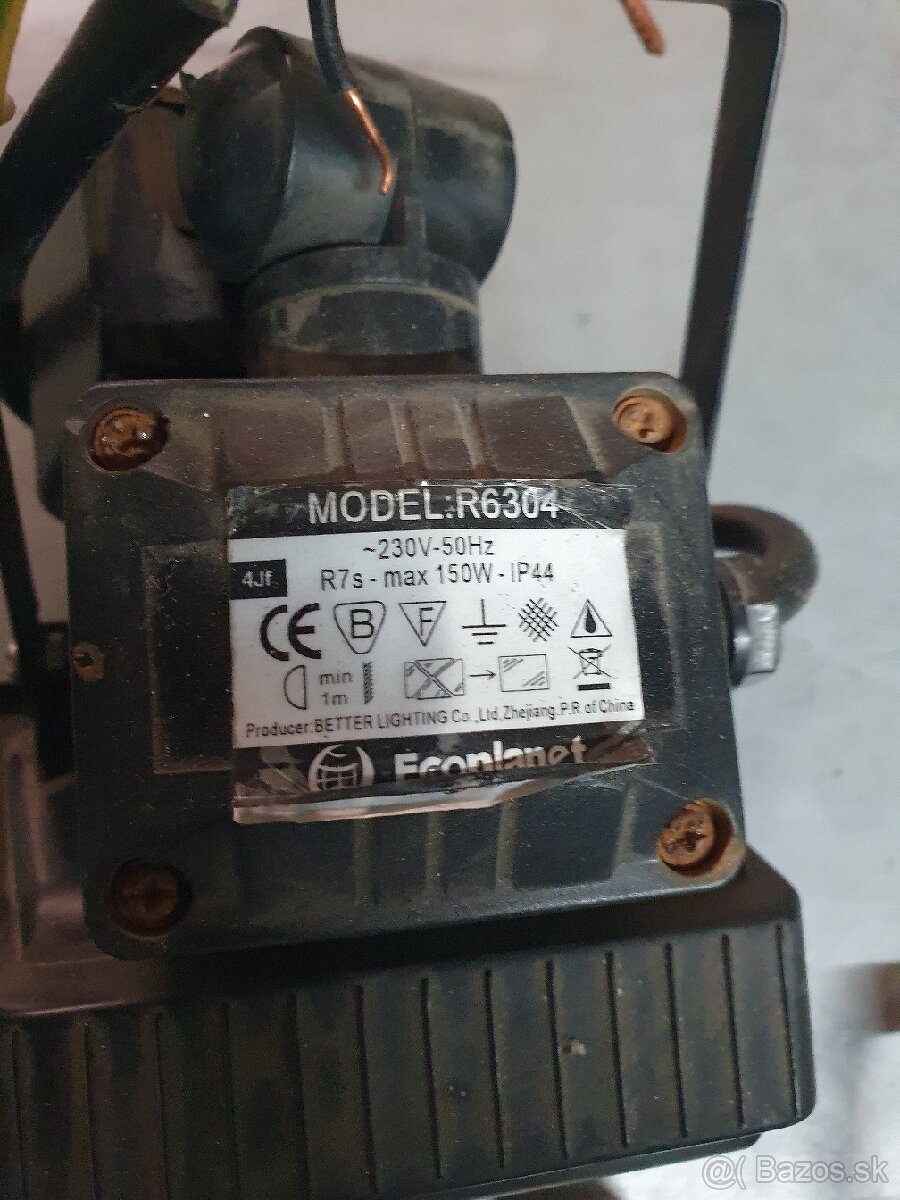 MODEL:R6304
~230V-50Hz
4Jf
R7s - max 150W - IP44
CE B F
min
1m
Producer:BETTER LIGHTING Co.,Ltd,Zhejiang.P.R of China
Econlanet
@( Bazos.sk